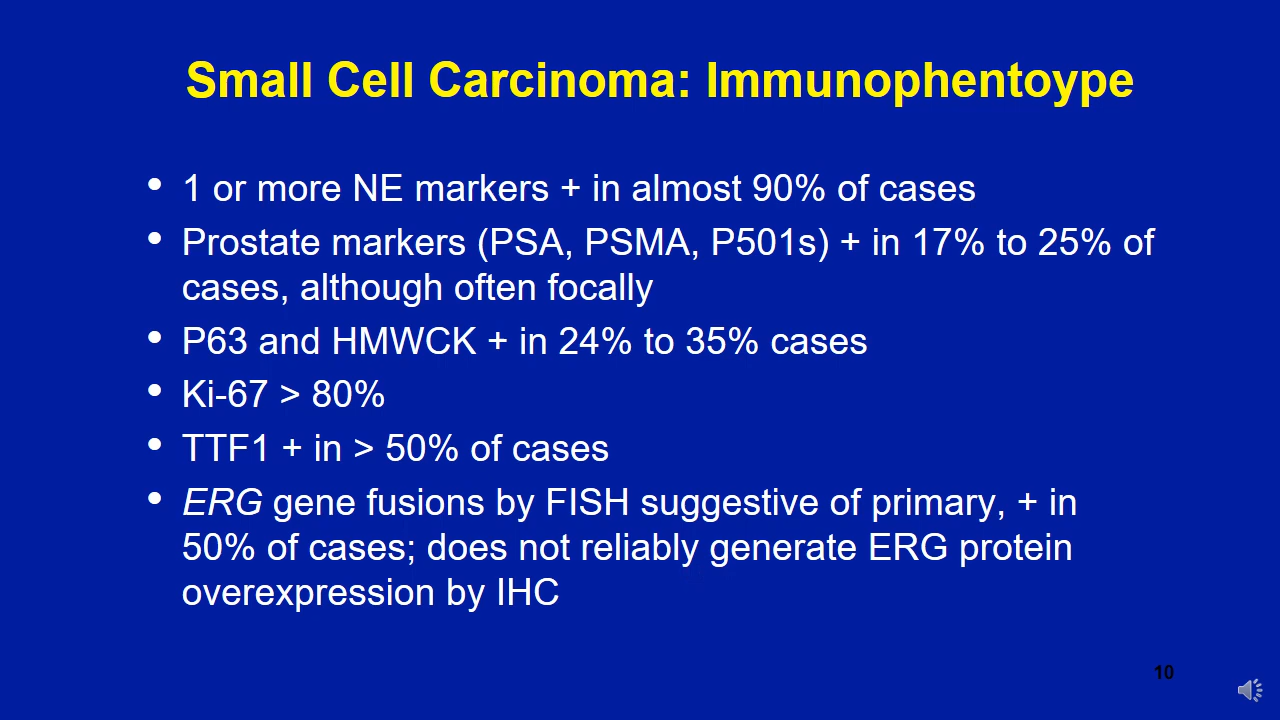 Small Cell Carcinoma: Immunophentoype
• 1 or more NE markers + in almost 90% of cases
• Prostate markers (PSA, PSMA, P501s) + in 17% to 25% of
cases, although often focally
• P63 and HMWCK + in 24% to 35% cases
• Ki-67 > 80%
• TTF1 + in > 50% of cases
• ERG gene fusions by FISH suggestive of primary, + in
50% of cases; does not reliably generate ERG protein
overexpression by IHC
10